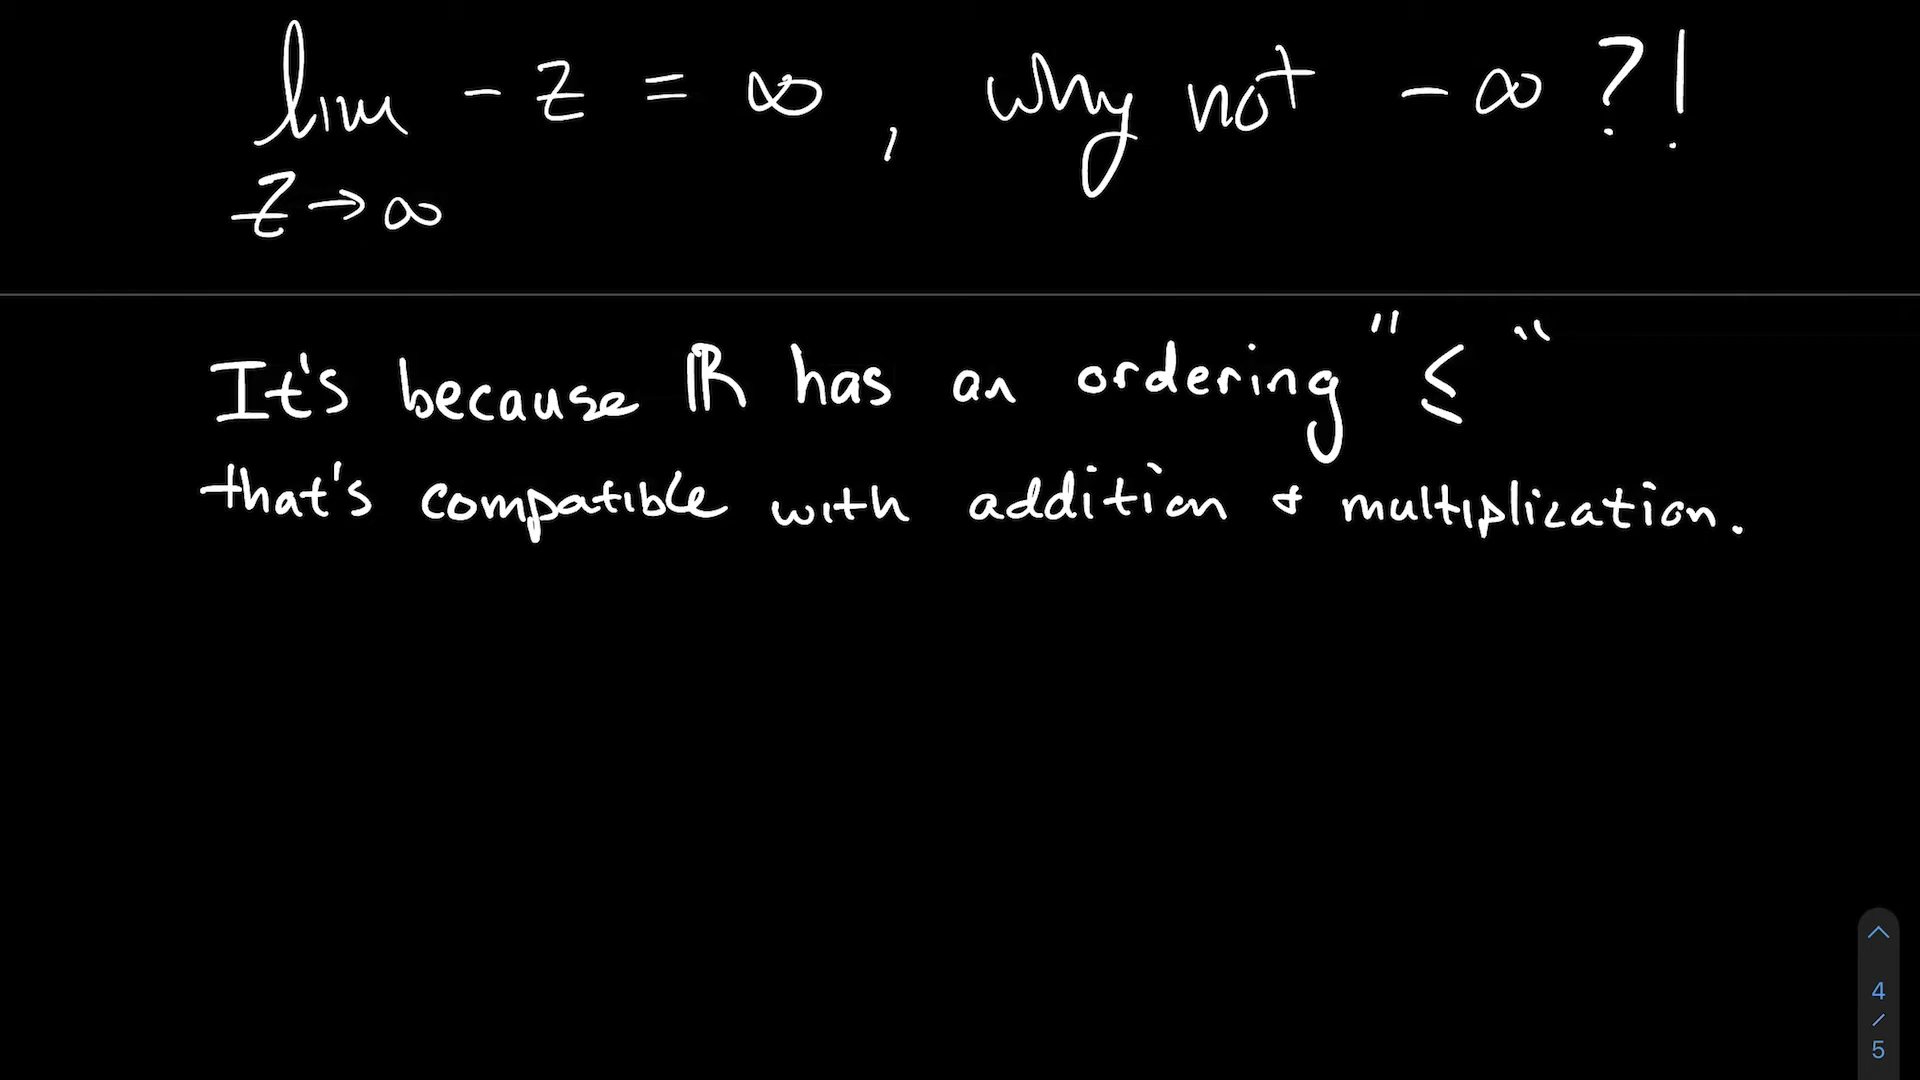 lim -z = ∞, why not -∞ ?!
z→∞
It's because ℝ has an ordering "≤"
that's compatible with addition & multiplication.
4
/
5